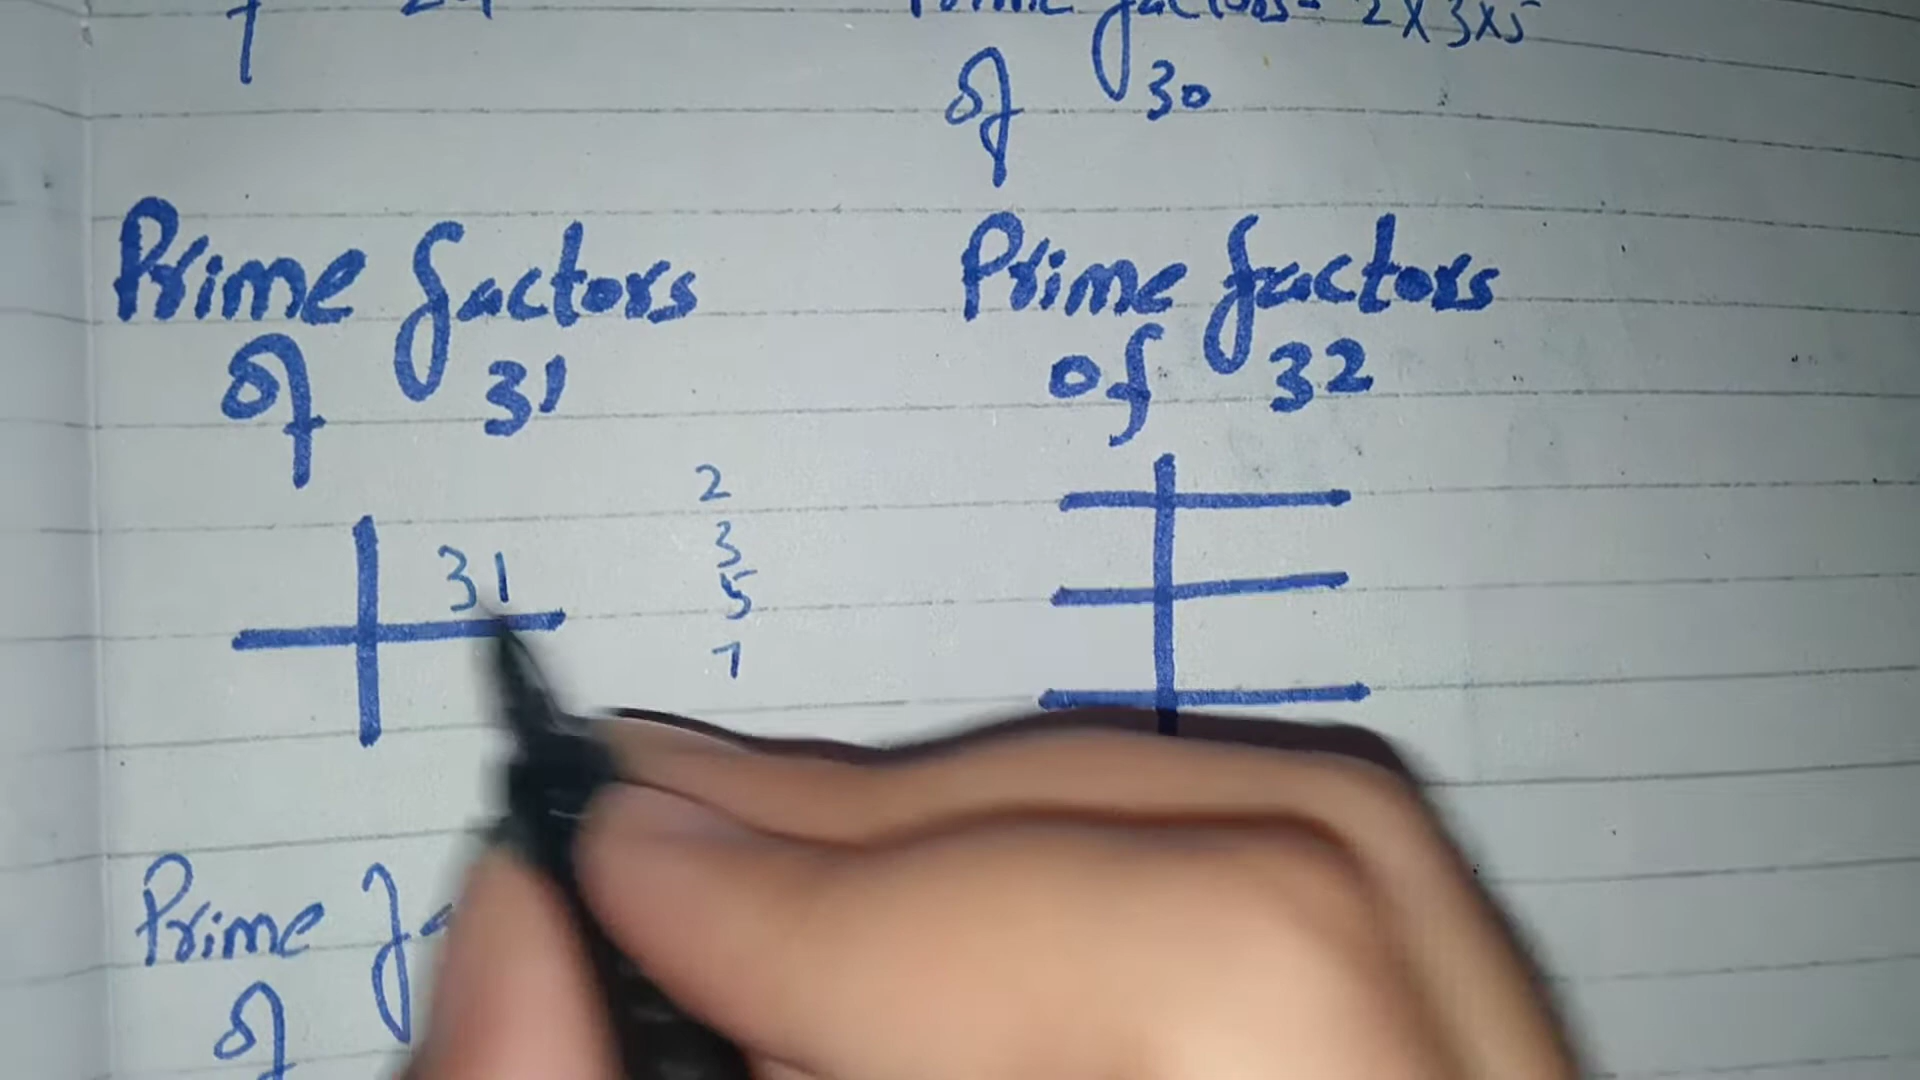 Prime factors = 2x3x5
of 30
Prime factors
of 31
Prime factors
of 32
31
2
3
5
7
Prime
of